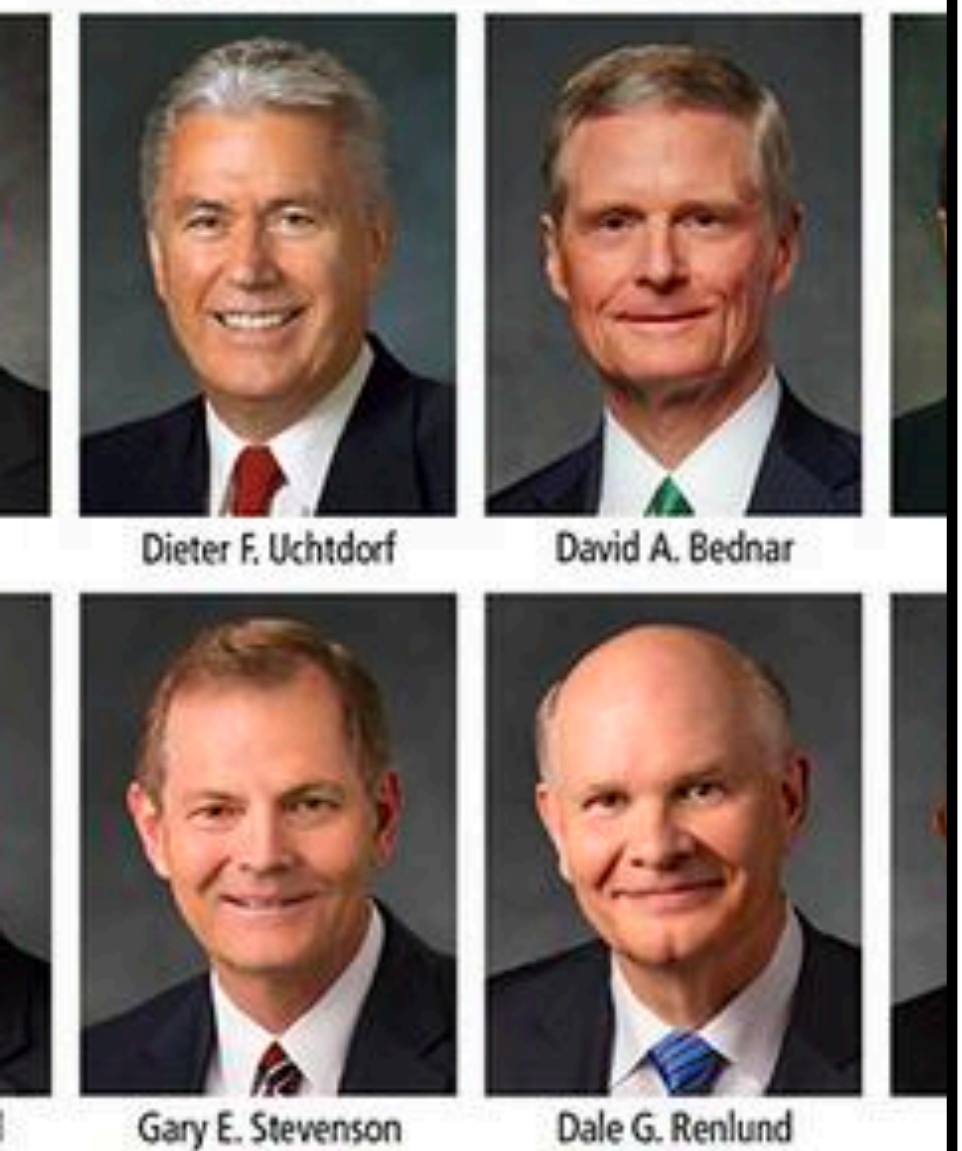 Dieter F. Uchtdorf
David A. Bednar
Gary E. Stevenson
Dale G. Renlund